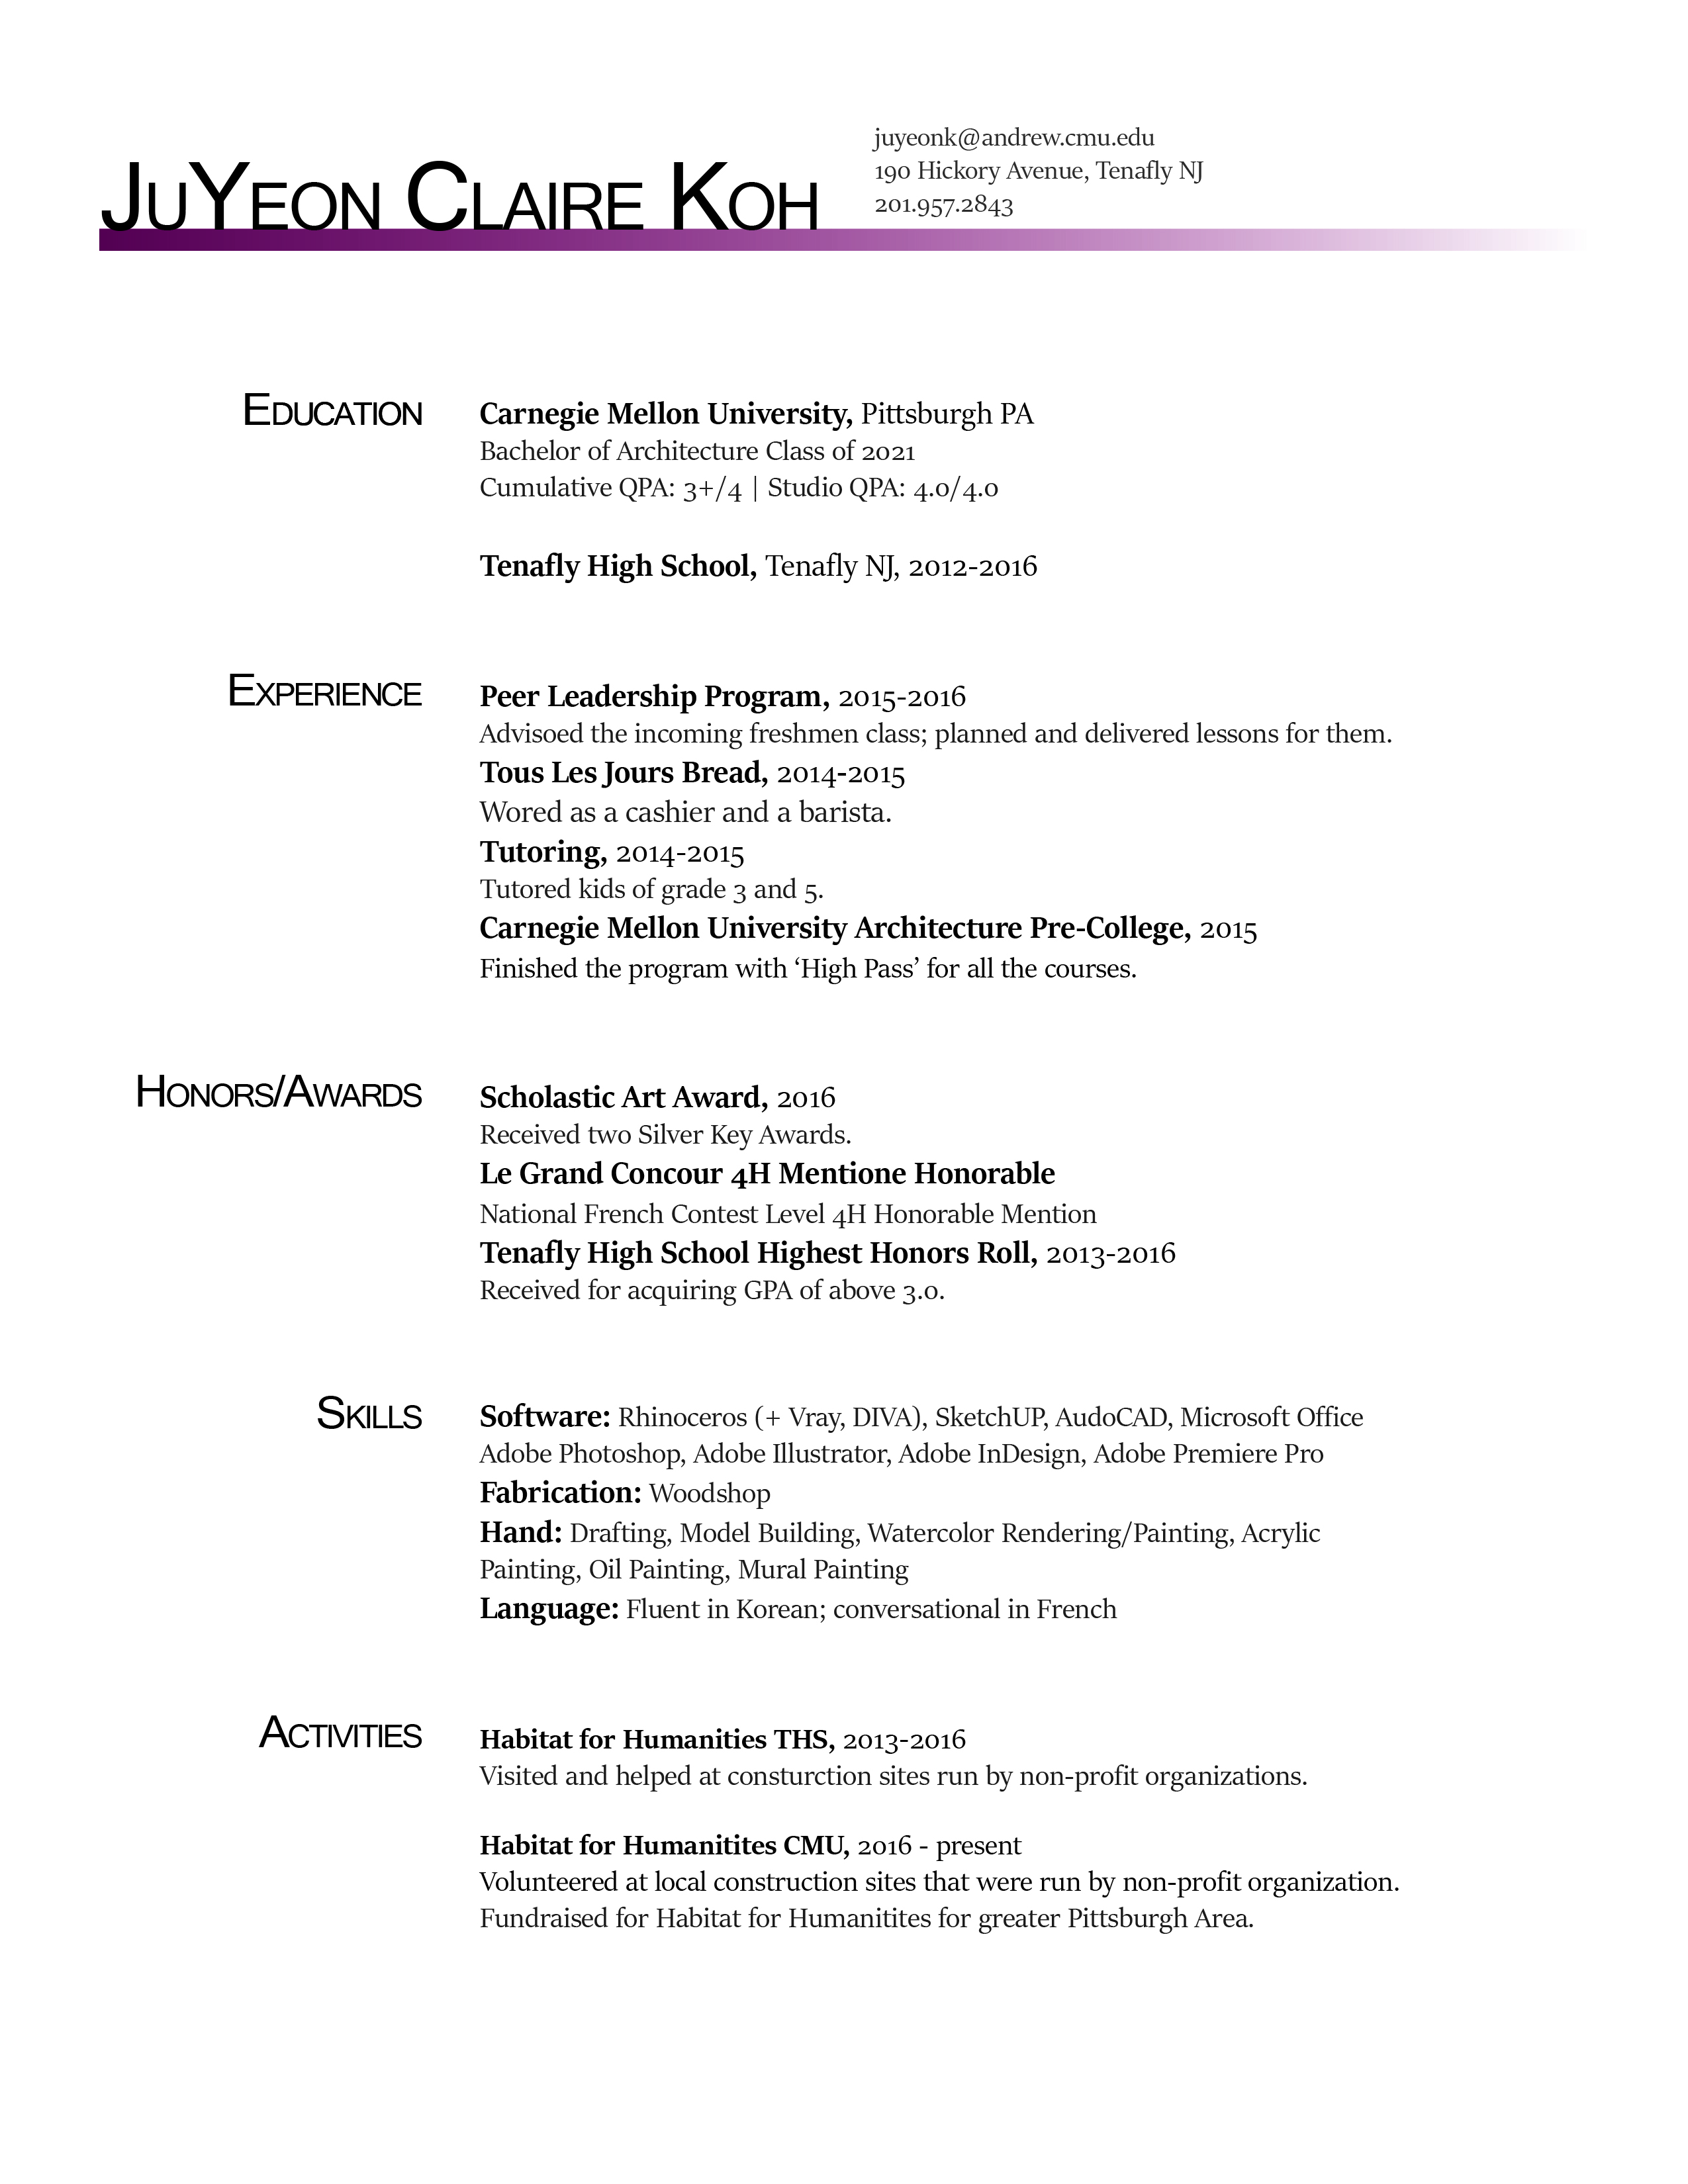 JuYeon Claire Koh
juyeonk@andrew.cmu.edu
190 Hickory Avenue, Tenafly NJ
201.957.2843
Education
Carnegie Mellon University, Pittsburgh PA
Bachelor of Architecture Class of 2021
Cumulative QPA: 3+/4 | Studio QPA: 4.0/4.0
Tenafly High School, Tenafly NJ, 2012-2016
Experience
Peer Leadership Program, 2015-2016
Advisoed the incoming freshmen class; planned and delivered lessons for them.
Tous Les Jours Bread, 2014-2015
Wored as a cashier and a barista.
Tutoring, 2014-2015
Tutored kids of grade 3 and 5.
Carnegie Mellon University Architecture Pre-College, 2015
Finished the program with ‘High Pass’ for all the courses.
Honors/Awards
Scholastic Art Award, 2016
Received two Silver Key Awards.
Le Grand Concour 4H Mentione Honorable
National French Contest Level 4H Honorable Mention
Tenafly High School Highest Honors Roll, 2013-2016
Received for acquiring GPA of above 3.0.
Skills
Software: Rhinoceros (+ Vray, DIVA), SketchUP, AudoCAD, Microsoft Office
Adobe Photoshop, Adobe Illustrator, Adobe InDesign, Adobe Premiere Pro
Fabrication: Woodshop
Hand: Drafting, Model Building, Watercolor Rendering/Painting, Acrylic
Painting, Oil Painting, Mural Painting
Language: Fluent in Korean; conversational in French
Activities
Habitat for Humanities THS, 2013-2016
Visited and helped at consturction sites run by non-profit organizations.
Habitat for Humanitites CMU, 2016 - present
Volunteered at local construction sites that were run by non-profit organization.
Fundraised for Habitat for Humanitites for greater Pittsburgh Area.